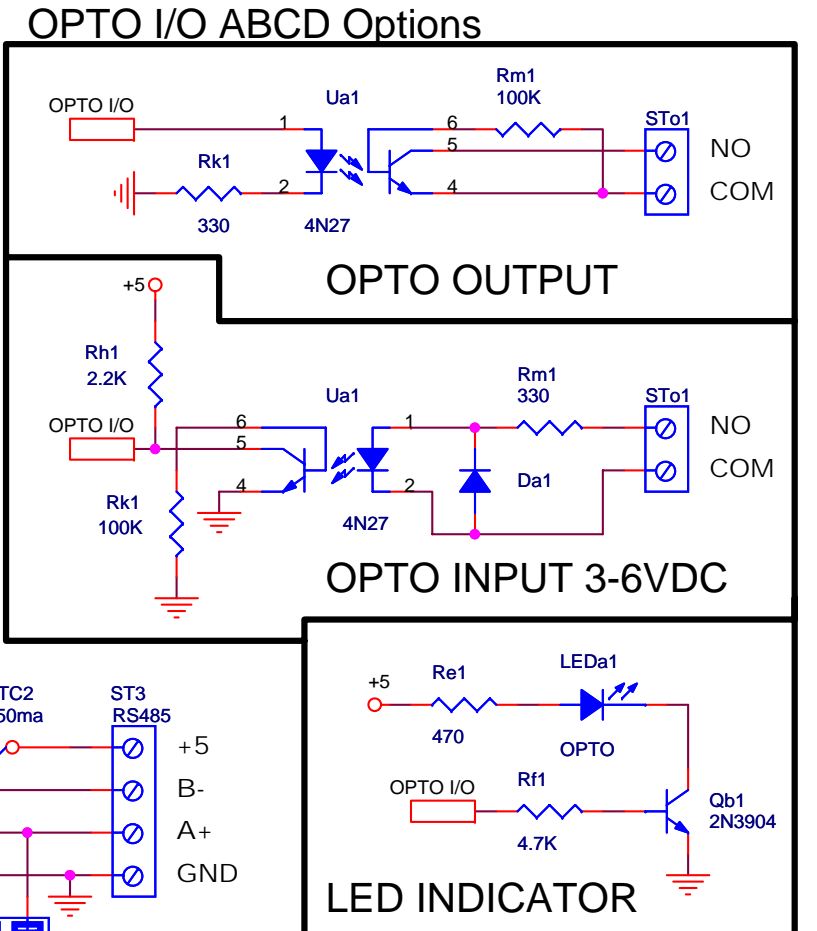 OPTO I/O ABCD Options
OPTO I/O
1
Ua1
6
Rm1
100K
STo1
5
NO
Rk1
2
4
COM
330
4N27
OPTO OUTPUT
+5
Rh1
2.2K
Rm1
330
Ua1
STo1
OPTO I/O
6
1
NO
5
COM
4
2
Da1
Rk1
100K
4N27
OPTO INPUT 3-6VDC
TC2
50ma
ST3
RS485
+5
B-
A+
GND
+5
Re1
LEDa1
470
OPTO
OPTO I/O
Rf1
Qb1
2N3904
4.7K
LED INDICATOR